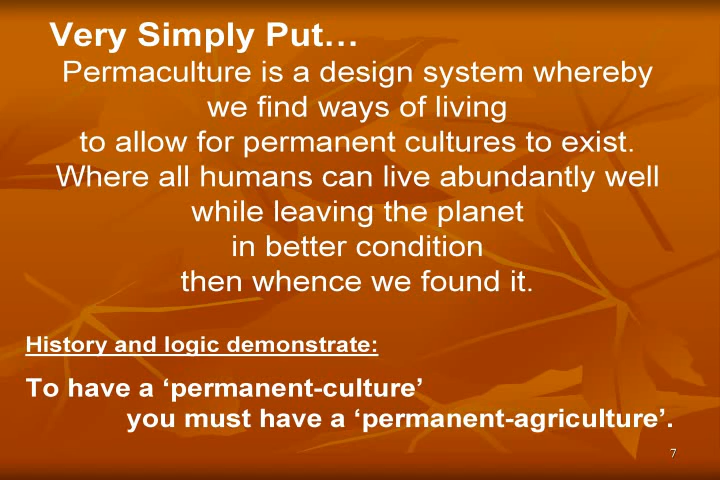 Very Simply Put…
Permaculture is a design system whereby
we find ways of living
to allow for permanent cultures to exist.
Where all humans can live abundantly well
while leaving the planet
in better condition
then whence we found it.
History and logic demonstrate:
To have a ‘permanent-culture’
you must have a ‘permanent-agriculture’.
7